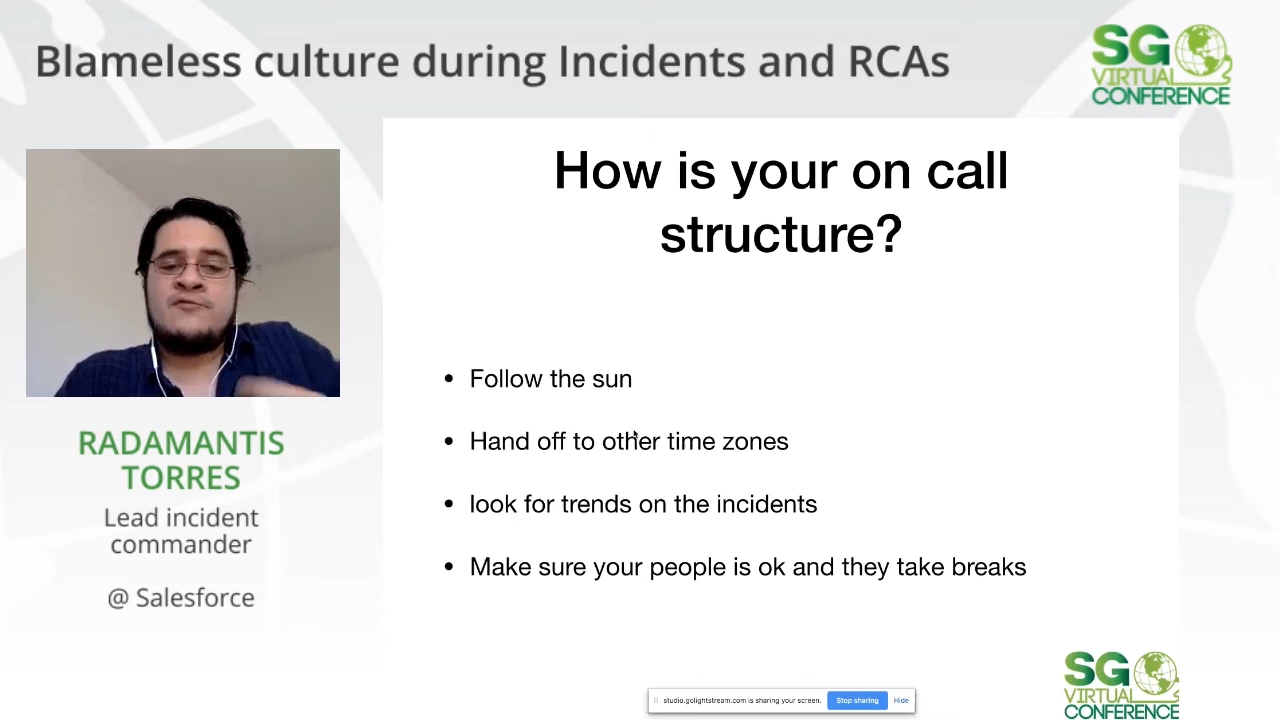 Blameless culture during Incidents and RCAs
SG
VIRTUAL
CONFERENCE
How is your on call
structure?
• Follow the sun
• Hand off to other time zones
• look for trends on the incidents
• Make sure your people is ok and they take breaks
RADAMANTIS
TORRES
Lead incident
commander
@ Salesforce
SG
VIRTUAL
CONFERENCE
studio.golightstream.com is sharing your screen. Stop sharing Hide